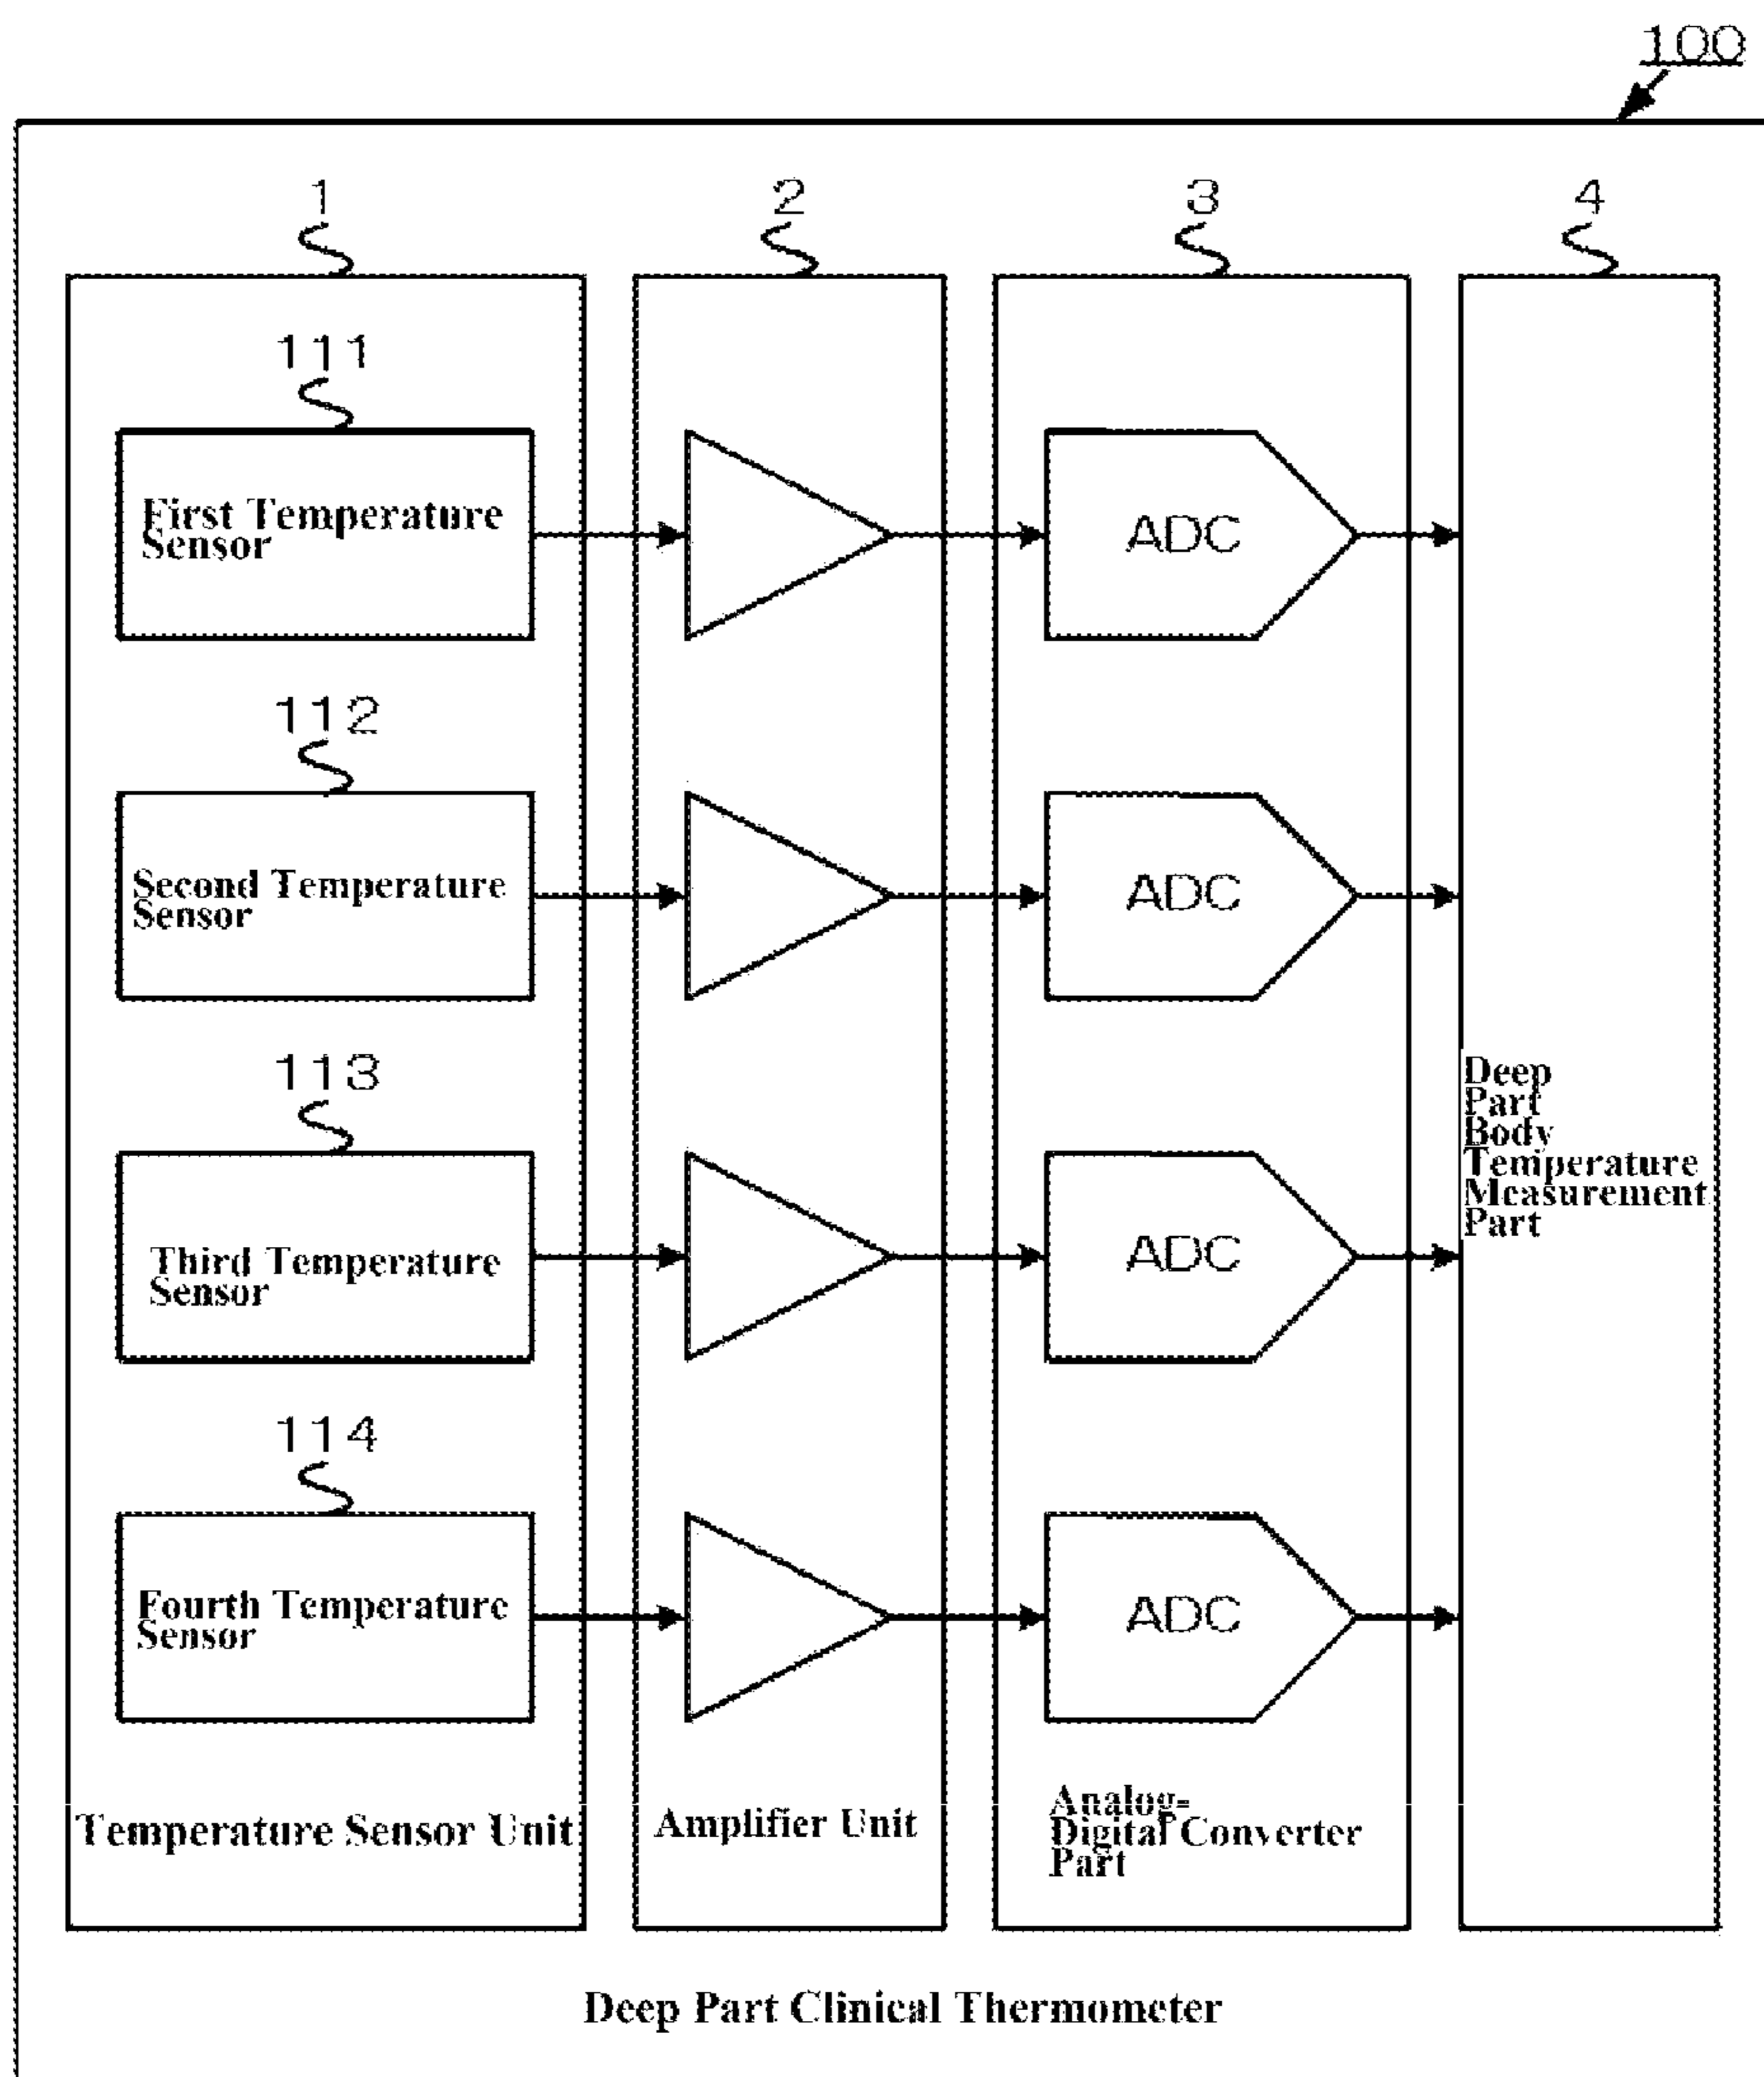 100
1
2
3
4
111
First Temperature
Sensor
ADC
112
Second Temperature
Sensor
ADC
113
Deep
Part
Body
Temperature
Measurement
Part
Third Temperature
Sensor
ADC
114
Fourth Temperature
Sensor
ADC
Temperature Sensor Unit
Amplifier Unit
Analog-
Digital Converter
Part
Deep Part Clinical Thermometer